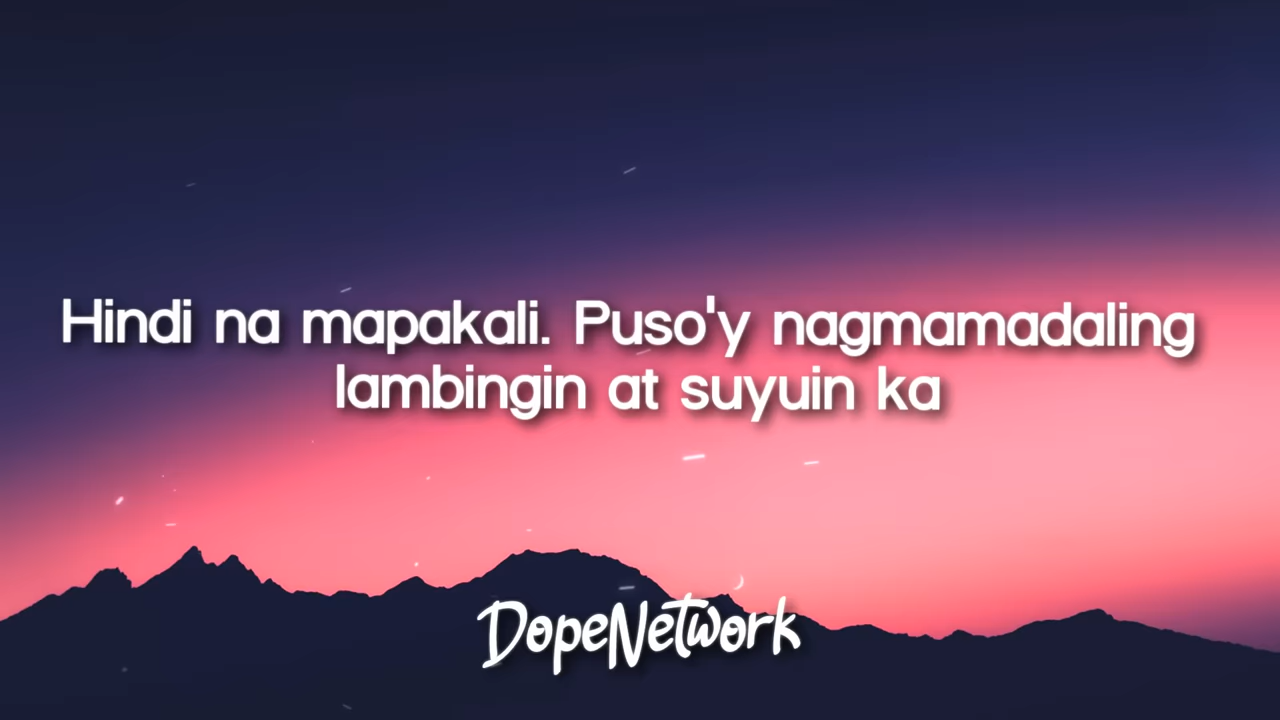 Hindi na mapakali. Puso'y nagmamadaling
lambingin at suyuin ka
DopeNetwork